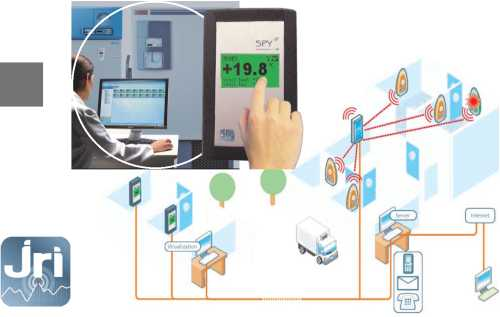 SPY
+19.8
Visualization
Server
Internet
jri